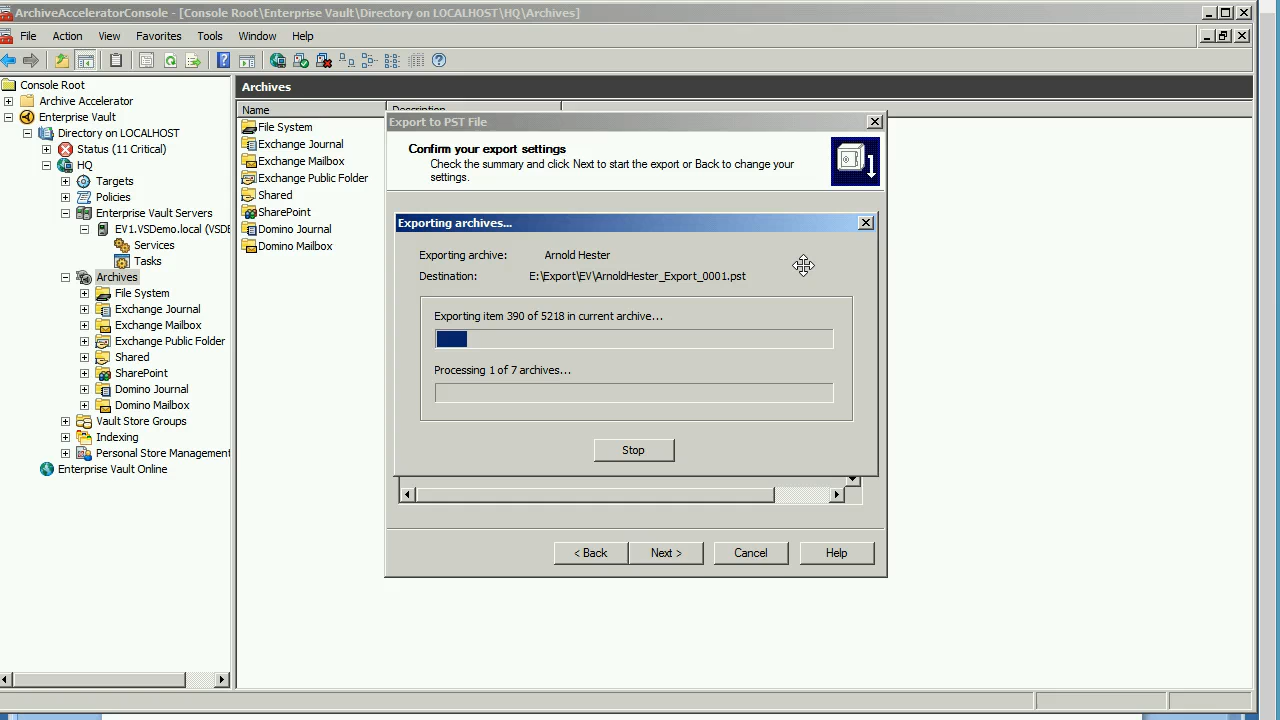 ArchiveAcceleratorConsole - [Console Root\Enterprise Vault\Directory on LOCALHOST\HQ\Archives]
File Action View Favorites Tools Window Help
Console Root
Archive Accelerator
Enterprise Vault
Directory on LOCALHOST
Status (11 Critical)
HQ
Targets
Policies
Enterprise Vault Servers
EV1.VSDemo.local (VSDE
Services
Tasks
Archives
File System
Exchange Journal
Exchange Mailbox
Exchange Public Folder
Shared
SharePoint
Domino Journal
Domino Mailbox
Vault Store Groups
Indexing
Personal Store Management
Enterprise Vault Online
Archives
Name Description
File System
Exchange Journal
Exchange Mailbox
Exchange Public Folder
Shared
SharePoint
Domino Journal
Domino Mailbox
Export to PST File
Confirm your export settings
Check the summary and click Next to start the export or Back to change your
settings.
Exporting archives...
Exporting archive: Arnold Hester
Destination: E:\Export\EV\ArnoldHester_Export_0001.pst
Exporting item 390 of 5218 in current archive...
Processing 1 of 7 archives...
Stop
< Back Next > Cancel Help